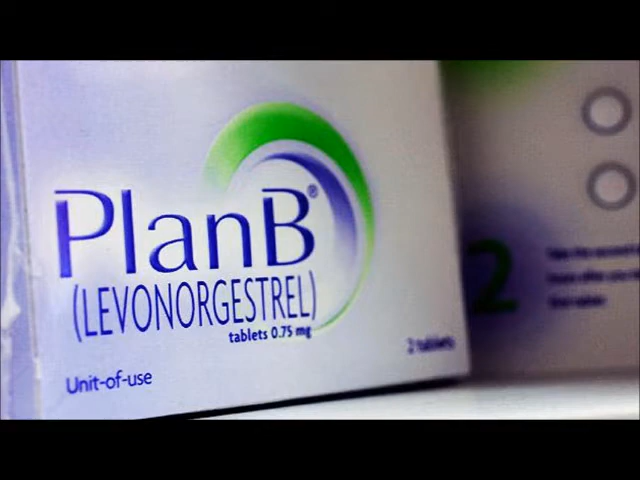 PlanB®
(LEVONORGESTREL)
tablets 0.75 mg
2 tablets
Unit-of-use
2